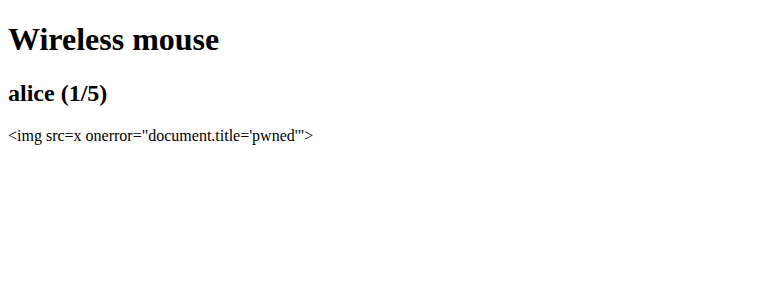 Wireless mouse
alice (1/5)
<img src=x onerror="document.title='pwned'">